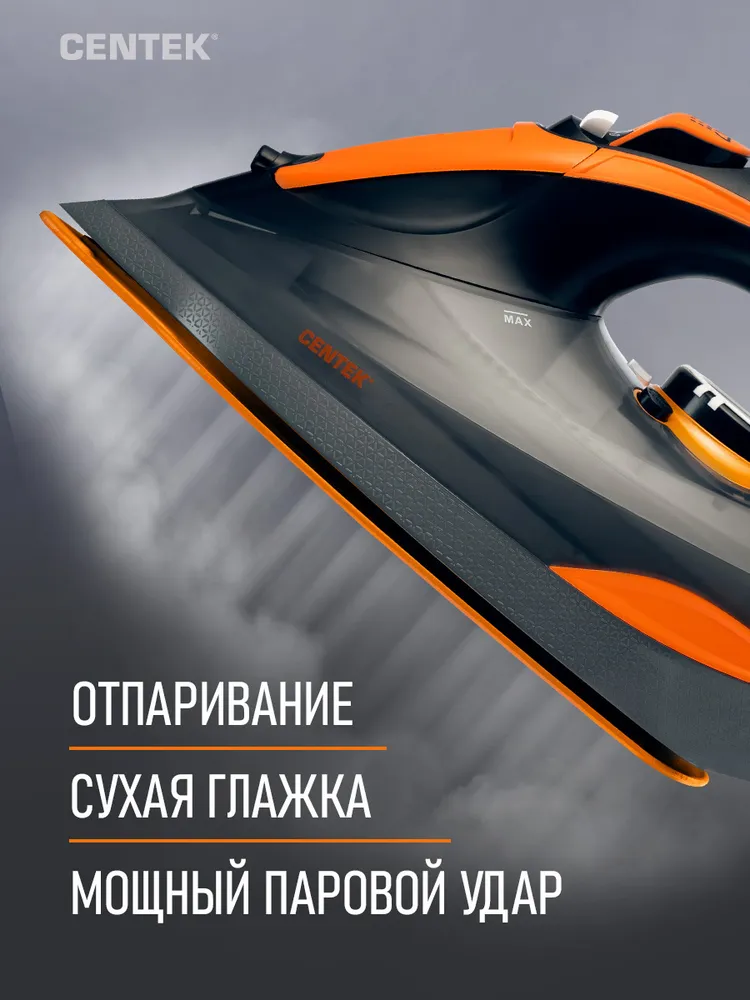 CENTEK®
MAX
CENTEK
ОТПАРИВАНИЕ
СУХАЯ ГЛАЖКА
МОЩНЫЙ ПАРОВОЙ УДАР